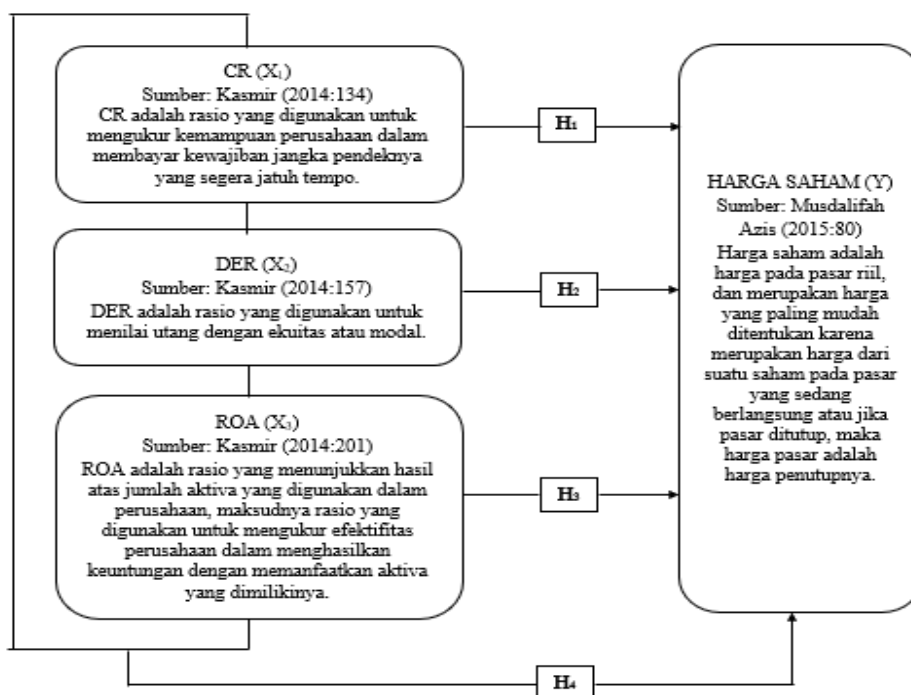 CR (X₁)
Sumber: Kasmir (2014:134)
CR adalah rasio yang digunakan untuk
mengukur kemampuan perusahaan dalam
membayar kewajiban jangka pendeknya
yang segera jatuh tempo.
H₁
DER (X₂)
Sumber: Kasmir (2014:157)
DER adalah rasio yang digunakan untuk
menilai utang dengan ekuitas atau modal.
H₂
ROA (X₃)
Sumber: Kasmir (2014:201)
ROA adalah rasio yang menunjukkan hasil
atas jumlah aktiva yang digunakan dalam
perusahaan, maksudnya rasio yang
digunakan untuk mengukur efektifitas
perusahaan dalam menghasilkan
keuntungan dengan memanfaatkan aktiva
yang dimilikinya.
H₃
HARGA SAHAM (Y)
Sumber: Musdalifah
Azis (2015:80)
Harga saham adalah
harga pada pasar riil,
dan merupakan harga
yang paling mudah
ditentukan karena
merupakan harga dari
suatu saham pada pasar
yang sedang
berlangsung atau jika
pasar ditutup, maka
harga pasar adalah
harga penutupnya.
H₄